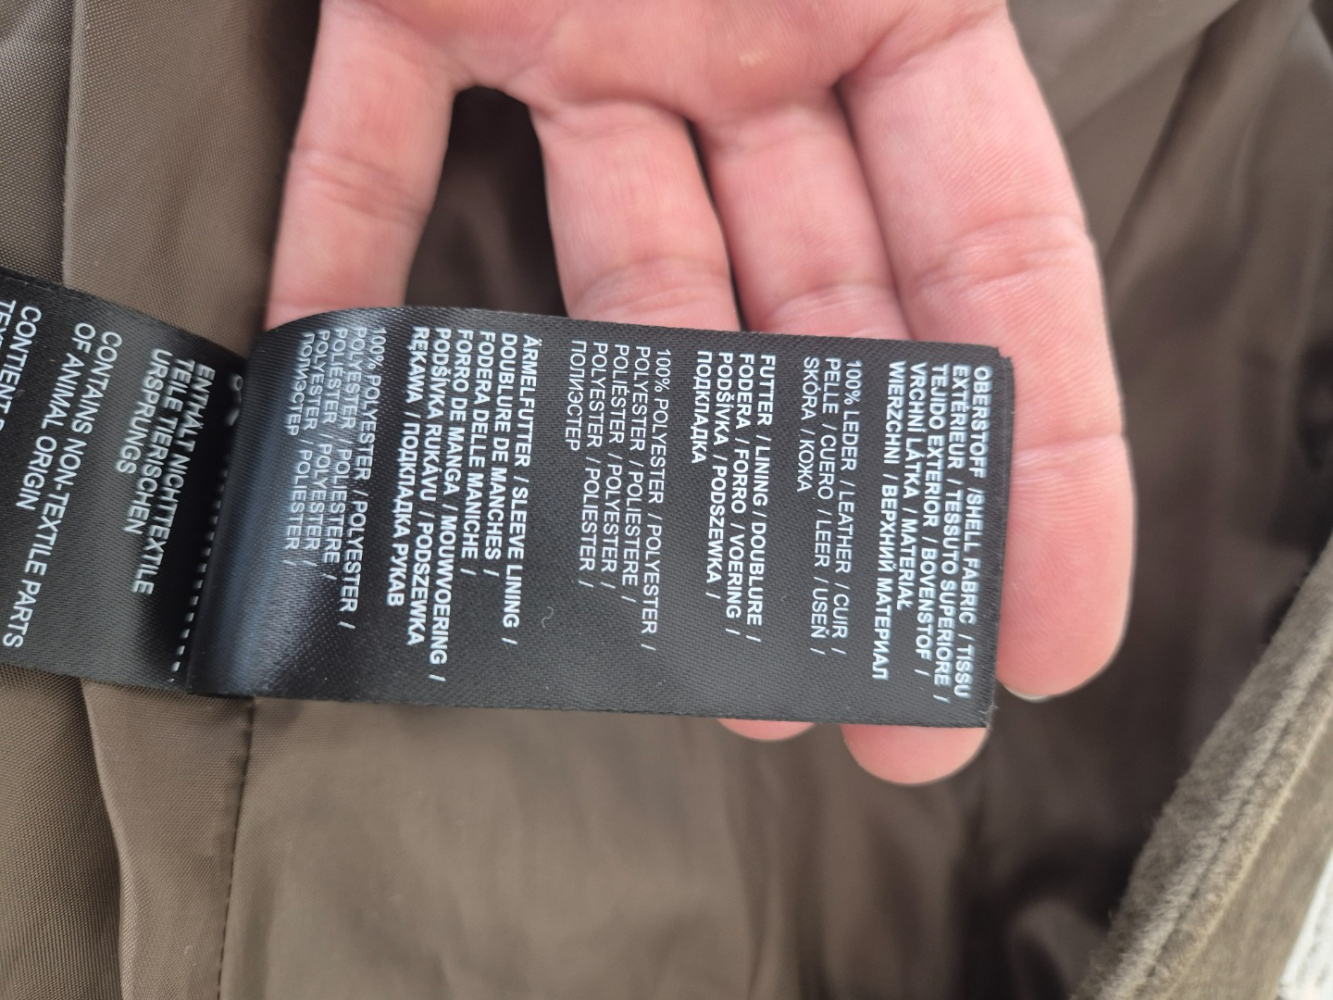 OBERSTOFF / SHELL FABRIC / TISSU
EXTÉRIEUR / TESSUTO SUPERIORE /
TEJIDO EXTERIOR / BOVENSTOF /
VRCHNI LÁTKA / MATERIAŁ
WIERZCHNI / ВЕРХНИЙ МАТЕРИАЛ
100% LEDER / LEATHER / CUIR /
PELLE / CUERO / LEER / USEŇ /
SKÓRA / КОЖА
FUTTER / LINING / DOUBLURE /
FODERA / FORRO / VOERING /
PODŠÍVKA / PODSZEWKA /
ПОДКЛАДКА
100% POLYESTER / POLYESTER /
POLYESTER / POLIESTERE /
POLIÉSTER / POLYESTER /
POLYESTER / POLIESTER /
ПОЛИЭСТЕР
ÄRMELFUTTER / SLEEVE LINING /
DOUBLURE DE MANCHES /
FODERA DELLE MANICHE /
FORRO DE MANGA / MOUWVOERING /
PODŠÍVKA RUKÁVU / PODSZEWKA
RĘKAWA / ПОДКЛАДКА РУКАВ
100% POLYESTER / POLYESTER /
POLYESTER / POLIESTERE /
POLIÉSTER / POLYESTER /
POLYESTER / POLIESTER /
ПОЛИЭСТЕР
ENTHÄLT NICHTTEXTILE
TEILE TIERISCHEN
URSPRUNGS
CONTAINS NON-TEXTILE PARTS
OF ANIMAL ORIGIN
CONTIENT